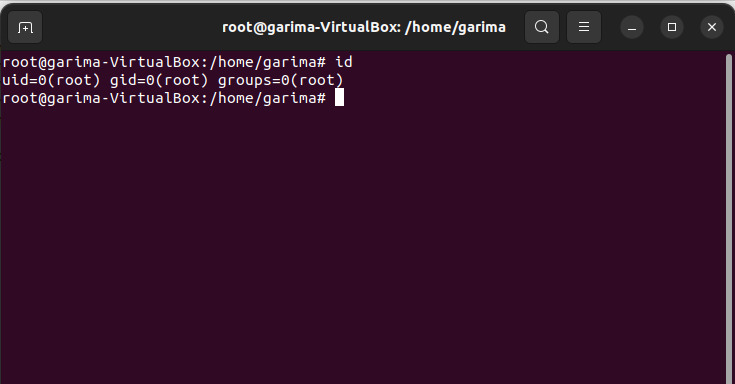 root@garima-VirtualBox: /home/garima
root@garima-VirtualBox:/home/garima# id
uid=0(root) gid=0(root) groups=0(root)
root@garima-VirtualBox:/home/garima#